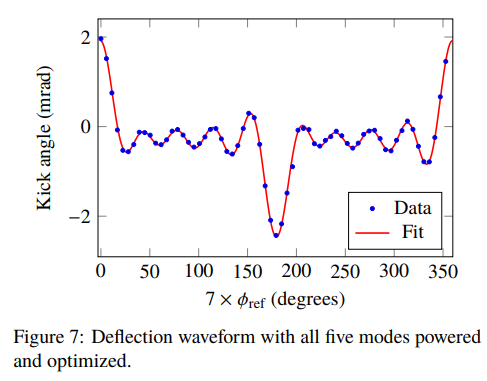 2
0
−2
Kick angle (mrad)
0 50 100 150 200 250 300 350
7 × ϕref (degrees)
Data
Fit
Figure 7: Deflection waveform with all five modes powered
and optimized.